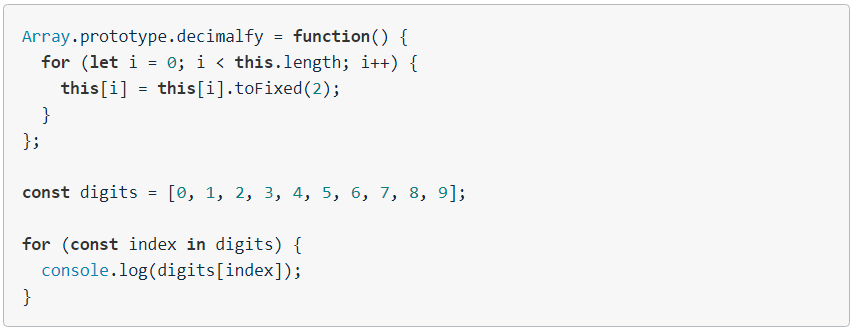 Array.prototype.decimalfy = function() {
  for (let i = 0; i < this.length; i++) {
    this[i] = this[i].toFixed(2);
  }
};

const digits = [0, 1, 2, 3, 4, 5, 6, 7, 8, 9];

for (const index in digits) {
  console.log(digits[index]);
}